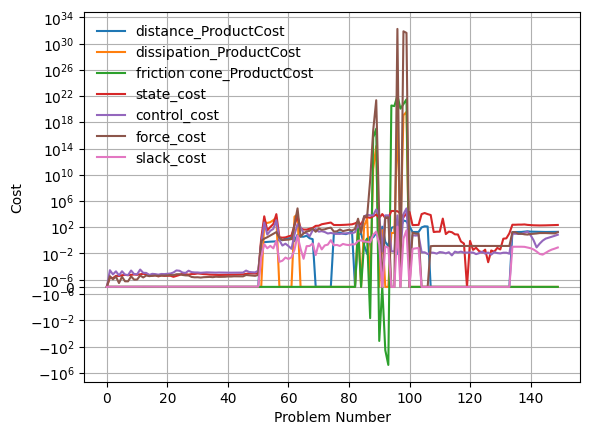 10^34
10^30
10^26
10^22
10^18
10^14
10^10
10^6
10^2
10^−2
10^−6
0
−10^−6
−10^−2
−10^2
−10^6
Cost
distance_ProductCost
dissipation_ProductCost
friction cone_ProductCost
state_cost
control_cost
force_cost
slack_cost
0 20 40 60 80 100 120 140
Problem Number